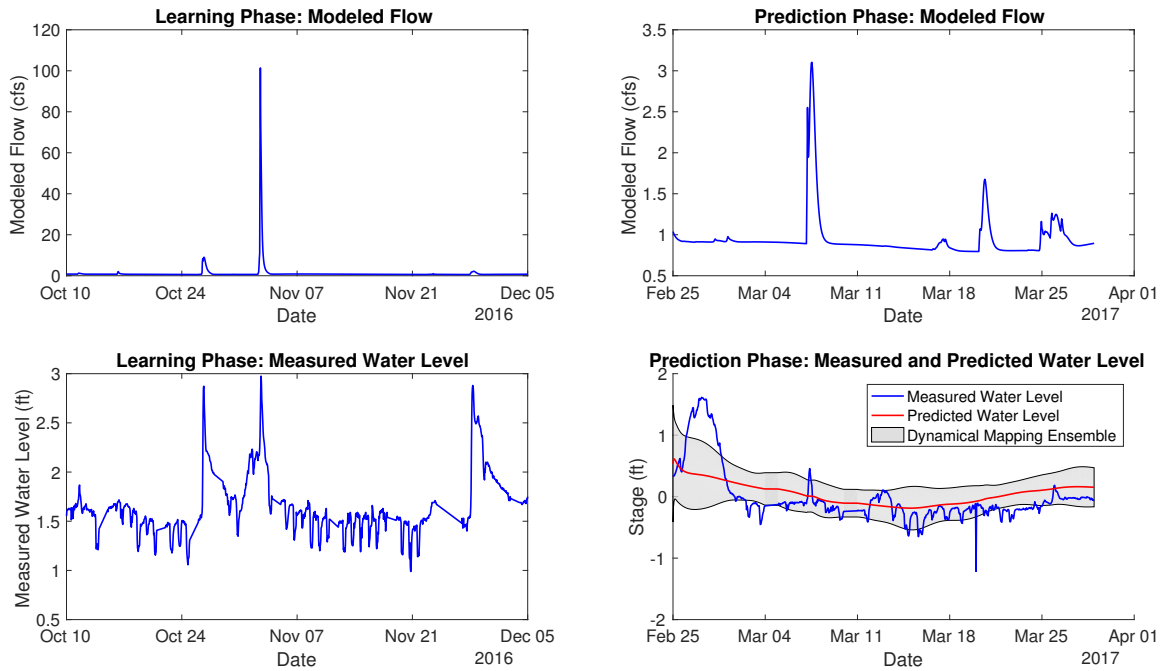 Learning Phase: Modeled Flow
Modeled Flow (cfs)
120
100
80
60
40
20
0
Oct 10
Oct 24
Nov 07
Nov 21
Dec 05
Date
2016
Prediction Phase: Modeled Flow
Modeled Flow (cfs)
3.5
3
2.5
2
1.5
1
0.5
Feb 25
Mar 04
Mar 11
Mar 18
Mar 25
Apr 01
Date
2017
Learning Phase: Measured Water Level
Measured Water Level (ft)
3
2.5
2
1.5
1
0.5
Oct 10
Oct 24
Nov 07
Nov 21
Dec 05
Date
2016
Prediction Phase: Measured and Predicted Water Level
Stage (ft)
2
1
0
-1
-2
Measured Water Level
Predicted Water Level
Dynamical Mapping Ensemble
Feb 25
Mar 04
Mar 11
Mar 18
Mar 25
Apr 01
Date
2017